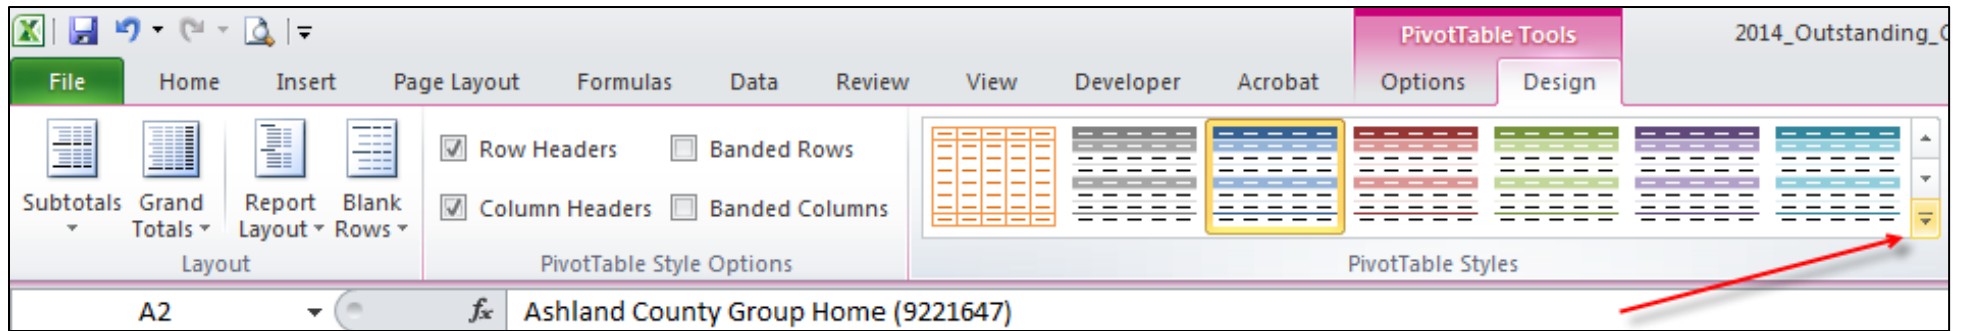 PivotTable Tools 2014_Outstanding_C
File Home Insert Page Layout Formulas Data Review View Developer Acrobat Options Design
Subtotals
Grand Totals
Report Layout
Blank Rows
Layout
Row Headers
Banded Rows
Column Headers
Banded Columns
PivotTable Style Options
PivotTable Styles
A2 fx Ashland County Group Home (9221647)